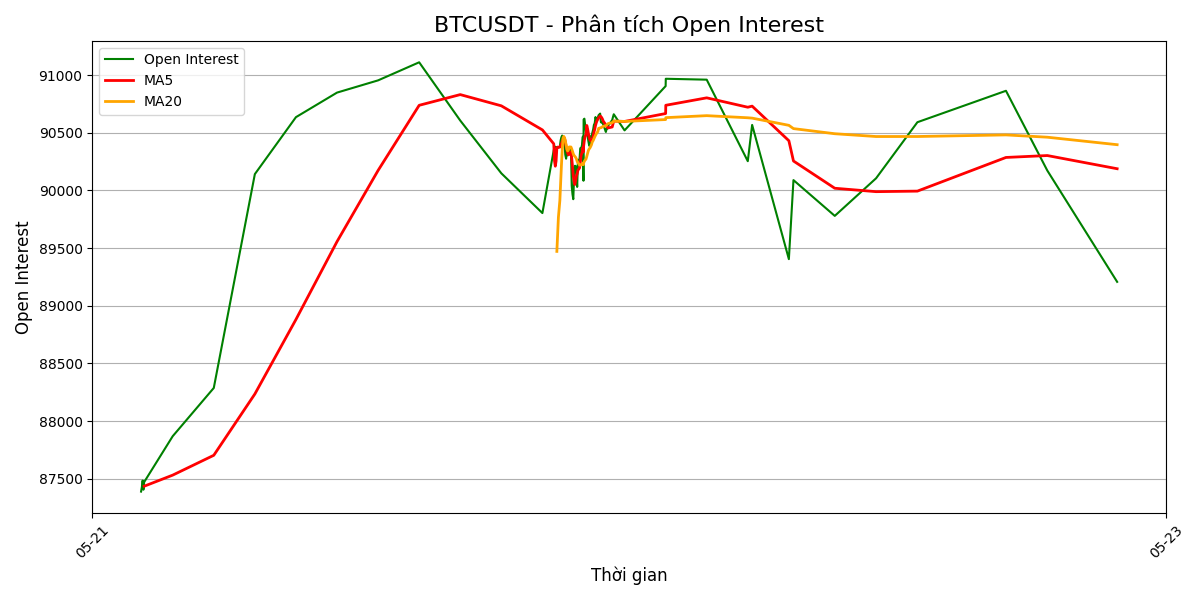 BTCUSDT - Phân tích Open Interest
Open Interest
MA5
MA20
91000
90500
90000
89500
89000
88500
88000
87500
Open Interest
05-21
05-23
Thời gian